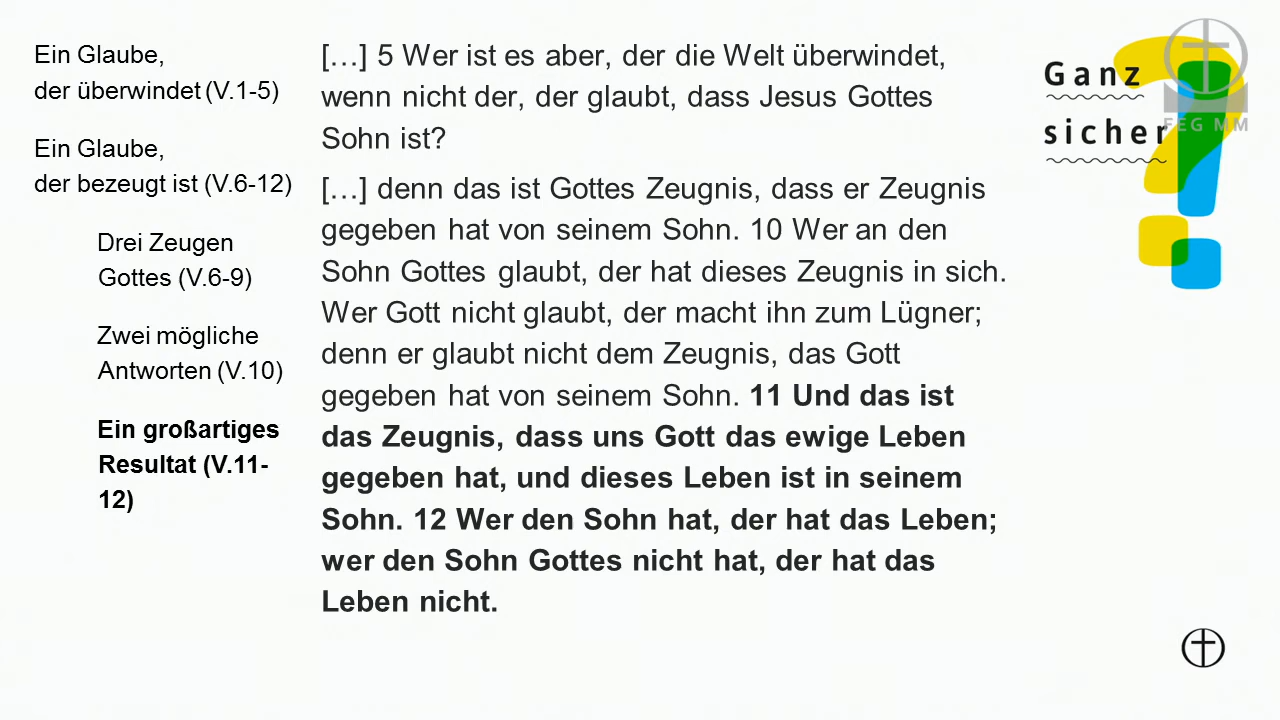 Ein Glaube,
der überwindet (V.1-5)
Ein Glaube,
der bezeugt ist (V.6-12)
Drei Zeugen
Gottes (V.6-9)
Zwei mögliche
Antworten (V.10)
Ein großartiges
Resultat (V.11-
12)
[…] 5 Wer ist es aber, der die Welt überwindet,
wenn nicht der, der glaubt, dass Jesus Gottes
Sohn ist?
[…] denn das ist Gottes Zeugnis, dass er Zeugnis
gegeben hat von seinem Sohn. 10 Wer an den
Sohn Gottes glaubt, der hat dieses Zeugnis in sich.
Wer Gott nicht glaubt, der macht ihn zum Lügner;
denn er glaubt nicht dem Zeugnis, das Gott
gegeben hat von seinem Sohn. 11 Und das ist
das Zeugnis, dass uns Gott das ewige Leben
gegeben hat, und dieses Leben ist in seinem
Sohn. 12 Wer den Sohn hat, der hat das Leben;
wer den Sohn Gottes nicht hat, der hat das
Leben nicht.
Ganz
sicher
?!
FEG MM